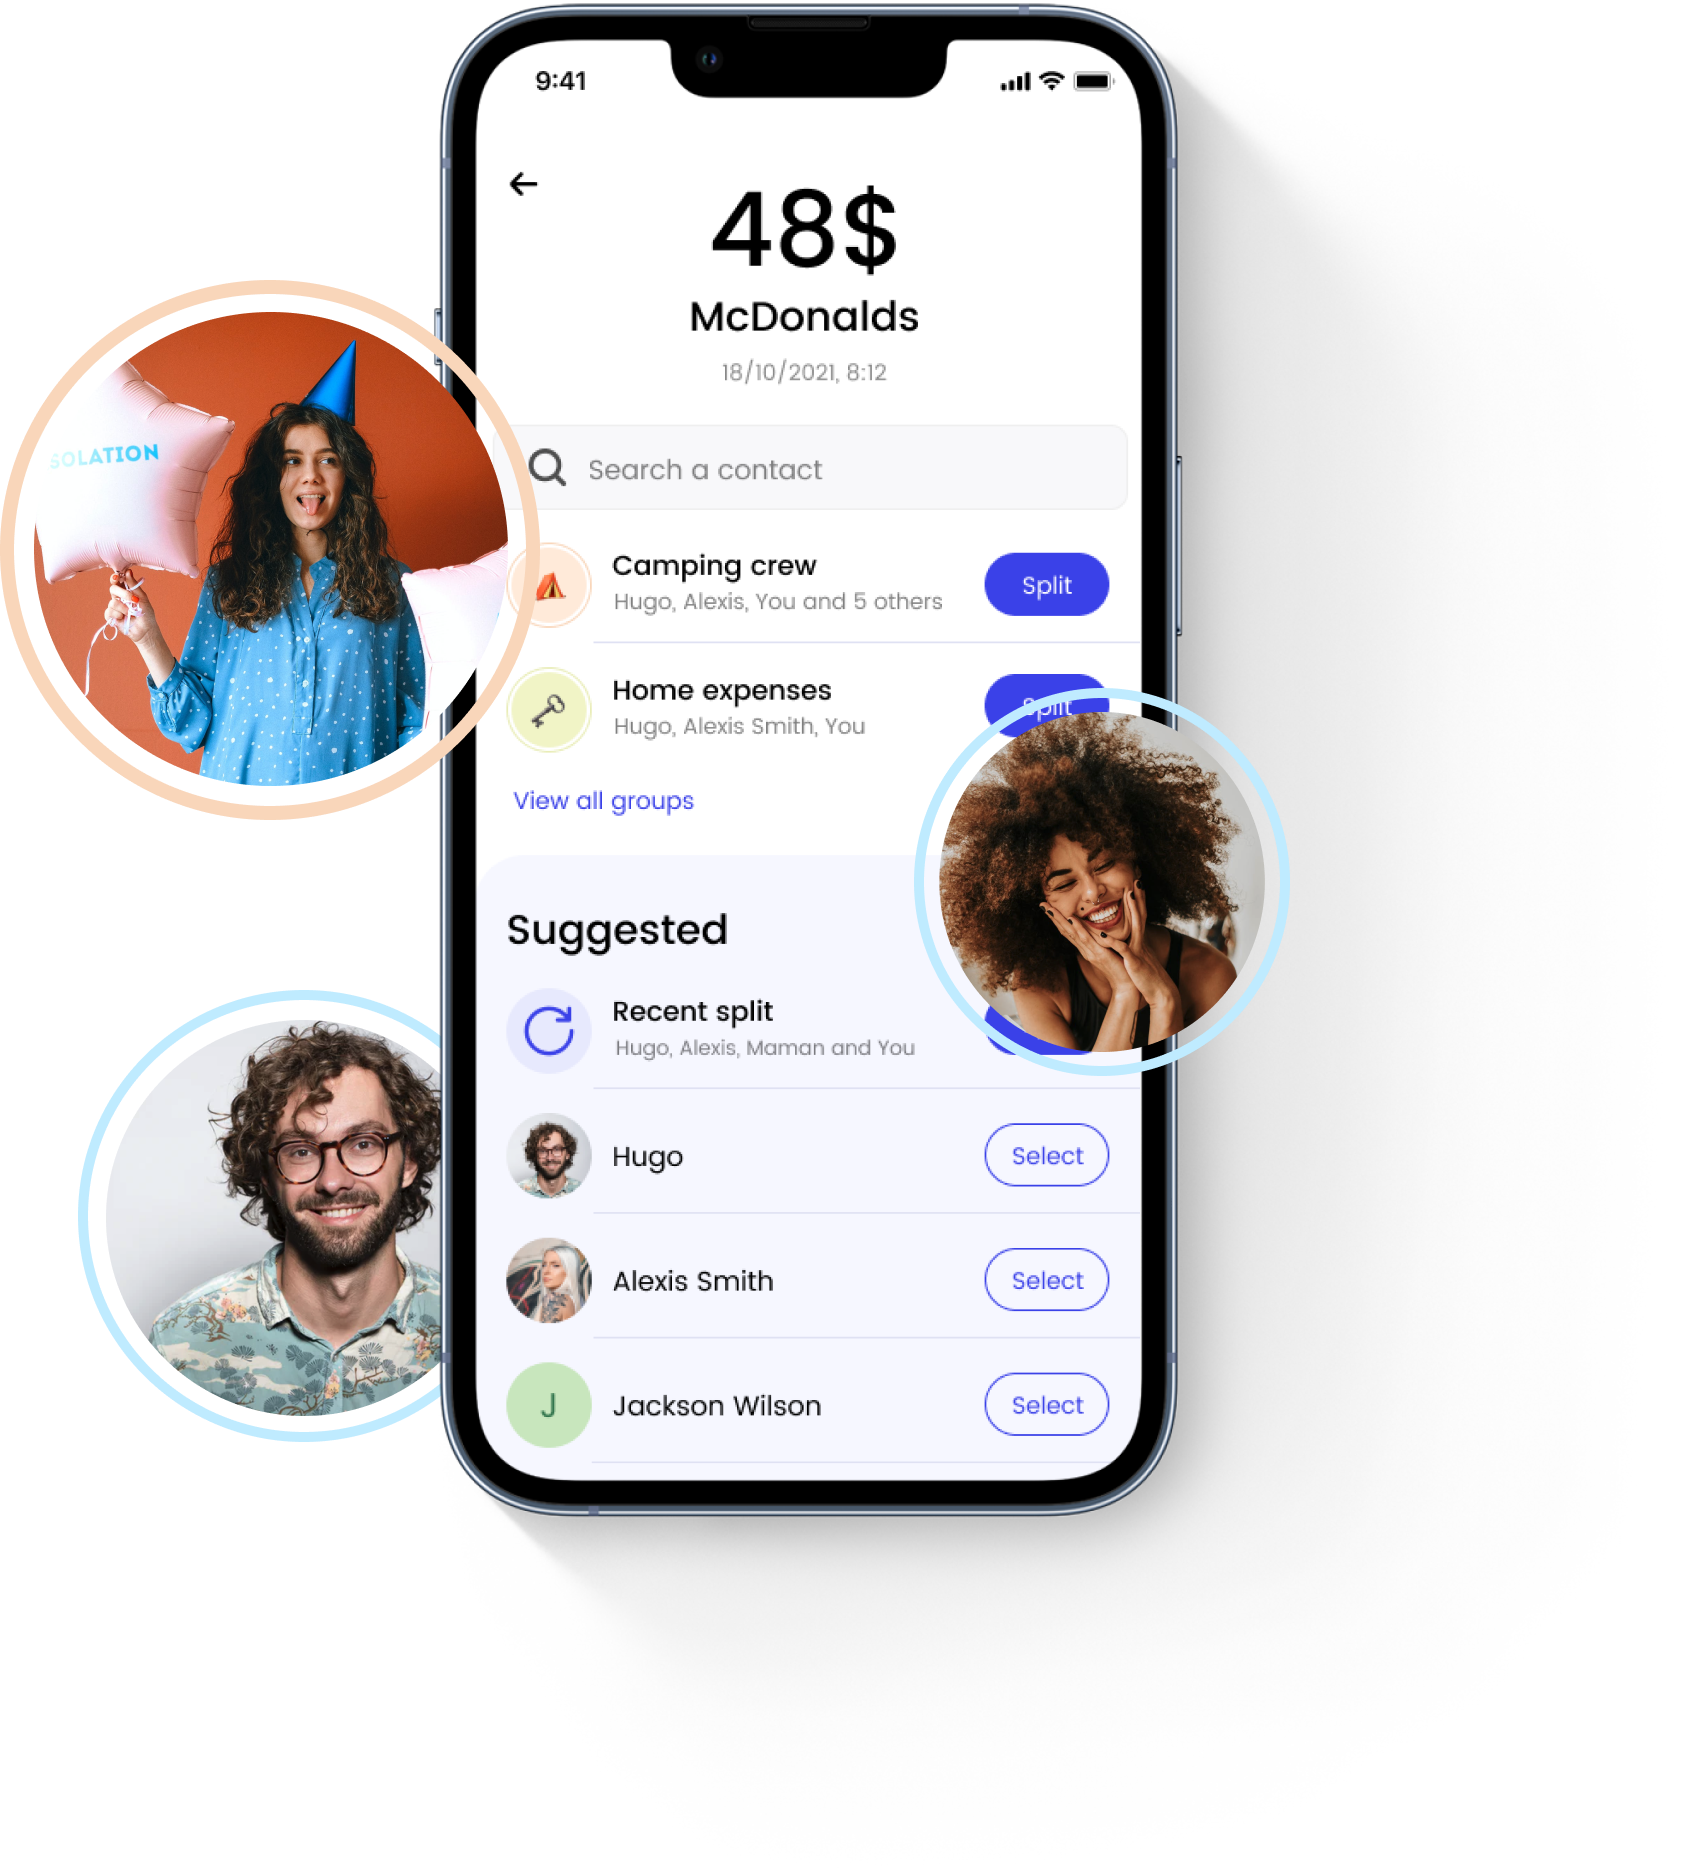 9:41
48$
McDonalds
18/10/2021, 8:12
SOLATION
Search a contact
Camping crew
Split
Hugo, Alexis, You and 5 others
Home expenses
Split
Hugo, Alexis Smith, You
View all groups
Suggested
Recent split
Hugo, Alexis, Maman and You
Hugo
Select
Alexis Smith
Select
J
Jackson Wilson
Select